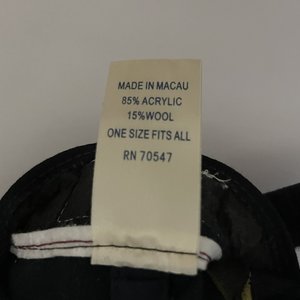 MADE IN MACAU
85% ACRYLIC
15%WOOL
ONE SIZE FITS ALL
RN 70547